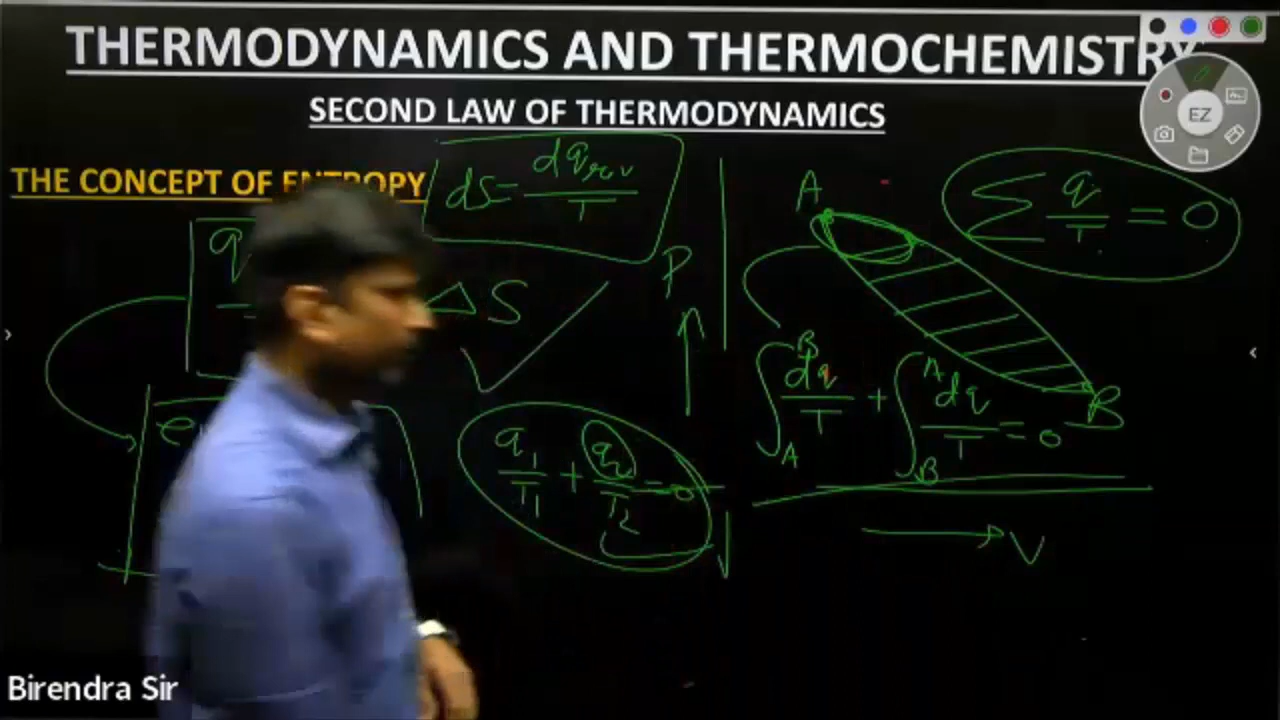 THERMODYNAMICS AND THERMOCHEMISTRY
SECOND LAW OF THERMODYNAMICS
THE CONCEPT OF ENTROPY
dS = dq_rev / T
q
ΔS
q₁/T₁ + q₂/T₂ = 0
P
A
Σ q/T = 0
B
∫_A^B dq/T + ∫_B^A dq/T = 0
→ V
EZ
Birendra Sir